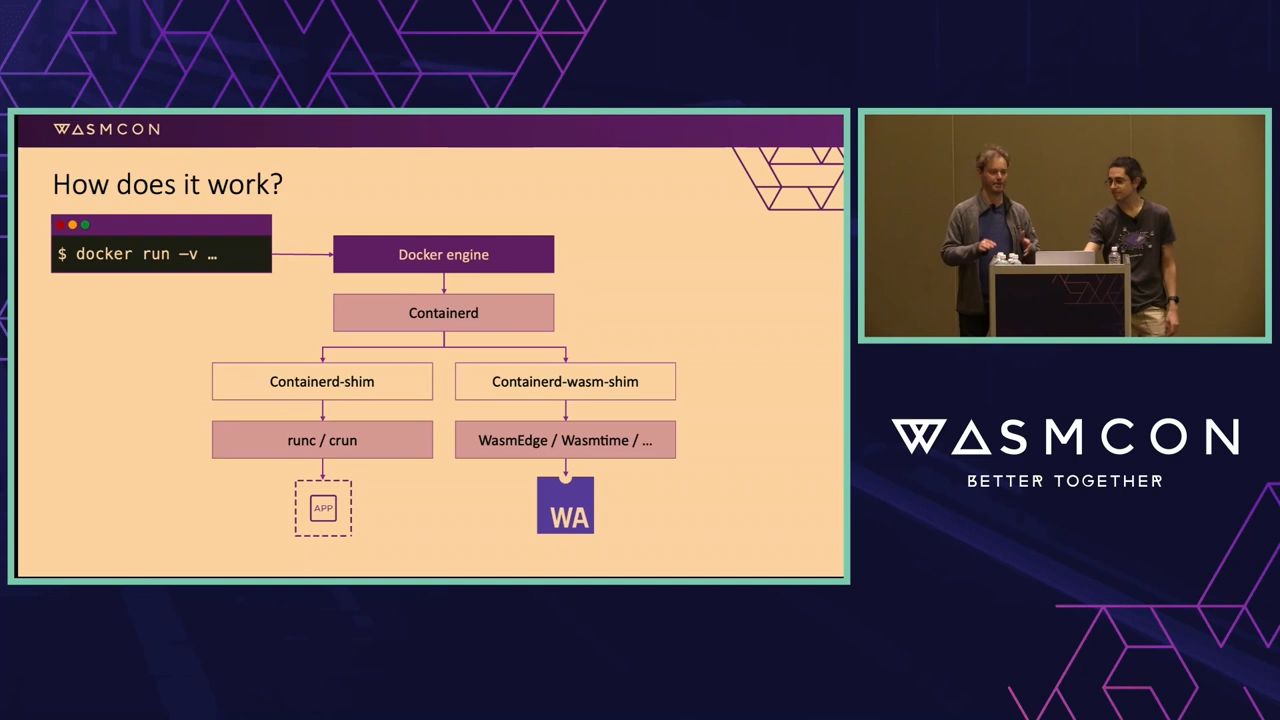 WASMCON
How does it work?
$ docker run –v …
Docker engine
Containerd
Containerd-shim
Containerd-wasm-shim
runc / crun
WasmEdge / Wasmtime / …
APP
WA
WASMCON
BETTER TOGETHER